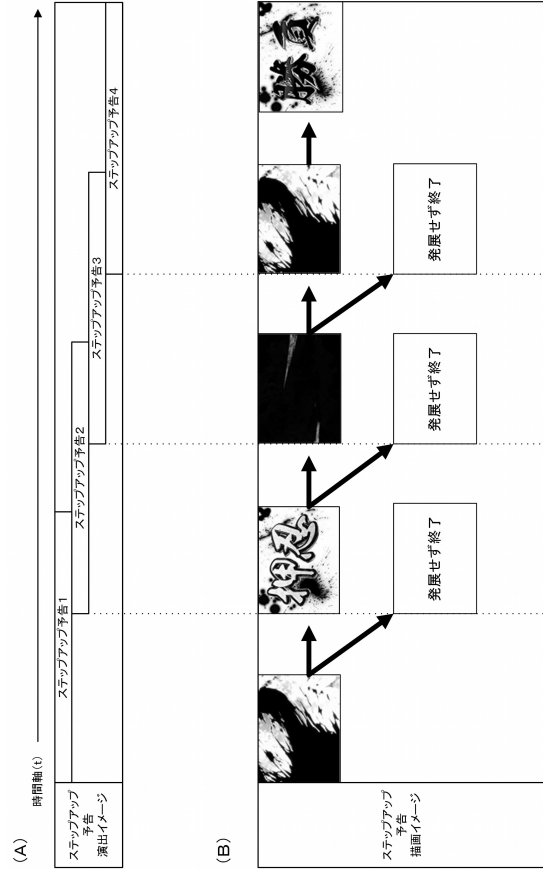 （A）
時間軸(t)
ステップアップ
予告
演出イメージ
ステップアップ予告1
ステップアップ予告2
ステップアップ予告3
ステップアップ予告4
（B）
ステップアップ
予告
描画イメージ
押忍
発展せず終了
発展せず終了
発展せず終了